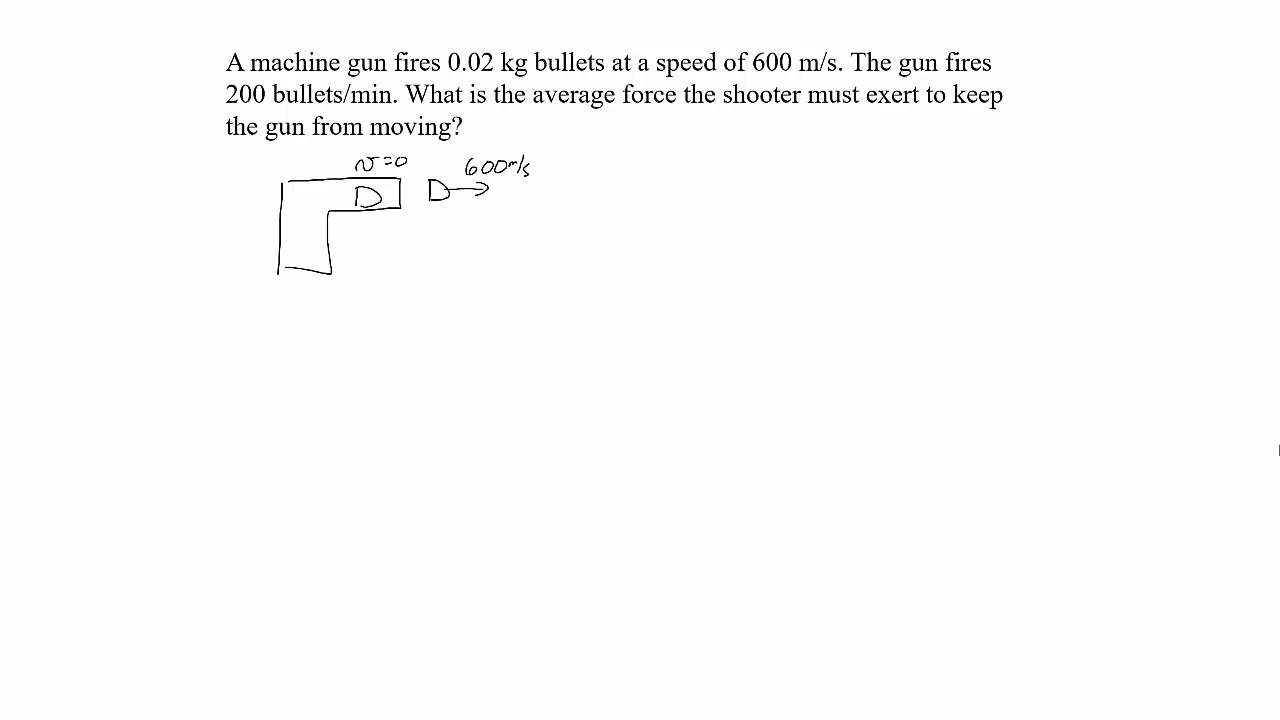 A machine gun fires 0.02 kg bullets at a speed of 600 m/s. The gun fires
200 bullets/min. What is the average force the shooter must exert to keep
the gun from moving?
v=0 600m/s